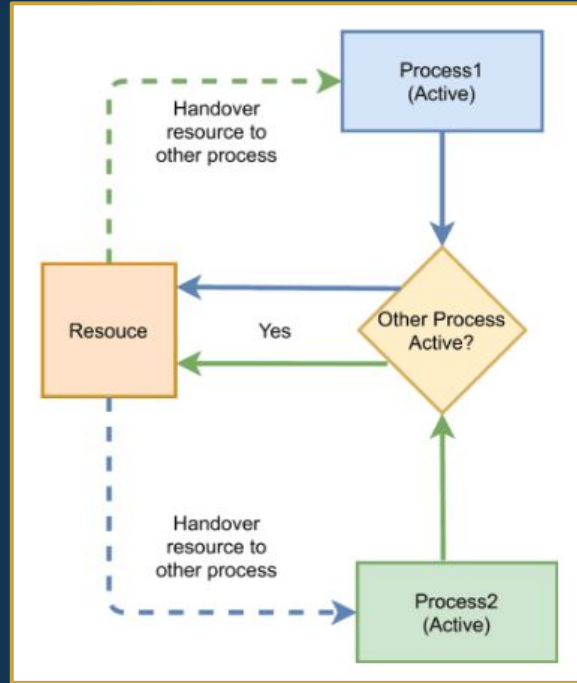 Process1
(Active)
Handover
resource to
other process
Resouce
Yes
Other Process
Active?
Handover
resource to
other process
Process2
(Active)